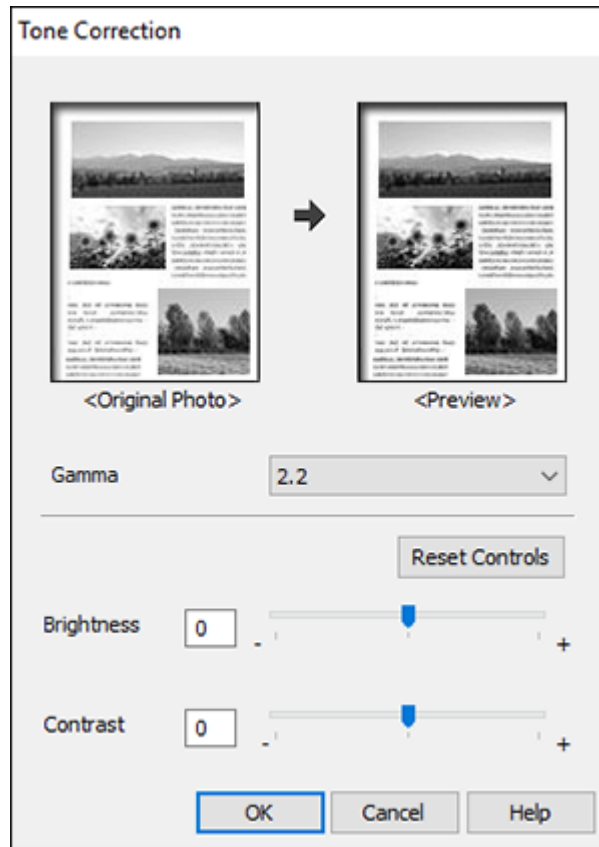 Tone Correction
<Original Photo>
<Preview>
Gamma
2.2
Reset Controls
Brightness
0
-
+
Contrast
0
-
+
OK
Cancel
Help